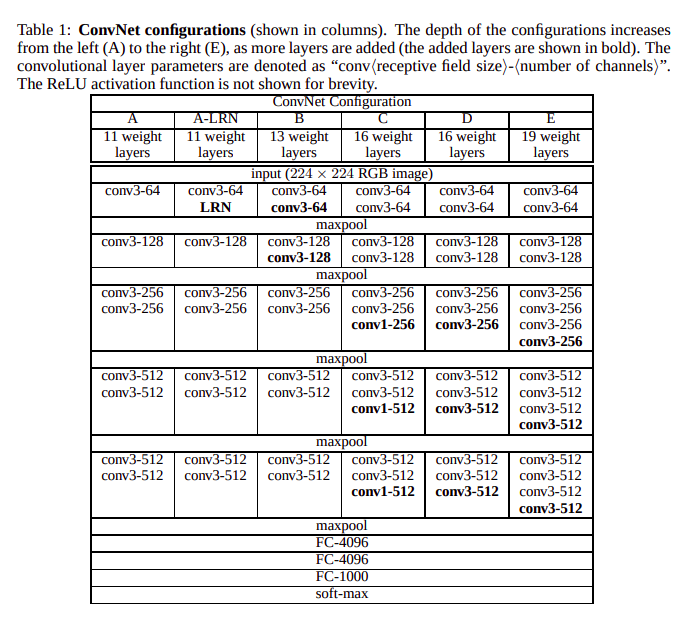 Table 1: ConvNet configurations (shown in columns). The depth of the configurations increases
from the left (A) to the right (E), as more layers are added (the added layers are shown in bold). The
convolutional layer parameters are denoted as “conv⟨receptive field size⟩-⟨number of channels⟩”.
The ReLU activation function is not shown for brevity.
ConvNet Configuration
A A-LRN B C D E
11 weight 11 weight 13 weight 16 weight 16 weight 19 weight
layers layers layers layers layers layers
input (224 × 224 RGB image)
conv3-64 conv3-64 conv3-64 conv3-64 conv3-64 conv3-64
LRN conv3-64 conv3-64 conv3-64 conv3-64
maxpool
conv3-128 conv3-128 conv3-128 conv3-128 conv3-128 conv3-128
conv3-128 conv3-128 conv3-128 conv3-128
maxpool
conv3-256 conv3-256 conv3-256 conv3-256 conv3-256 conv3-256
conv3-256 conv3-256 conv3-256 conv3-256 conv3-256 conv3-256
conv1-256 conv3-256 conv3-256
conv3-256
maxpool
conv3-512 conv3-512 conv3-512 conv3-512 conv3-512 conv3-512
conv3-512 conv3-512 conv3-512 conv3-512 conv3-512 conv3-512
conv1-512 conv3-512 conv3-512
conv3-512
maxpool
conv3-512 conv3-512 conv3-512 conv3-512 conv3-512 conv3-512
conv3-512 conv3-512 conv3-512 conv3-512 conv3-512 conv3-512
conv1-512 conv3-512 conv3-512
conv3-512
maxpool
FC-4096
FC-4096
FC-1000
soft-max